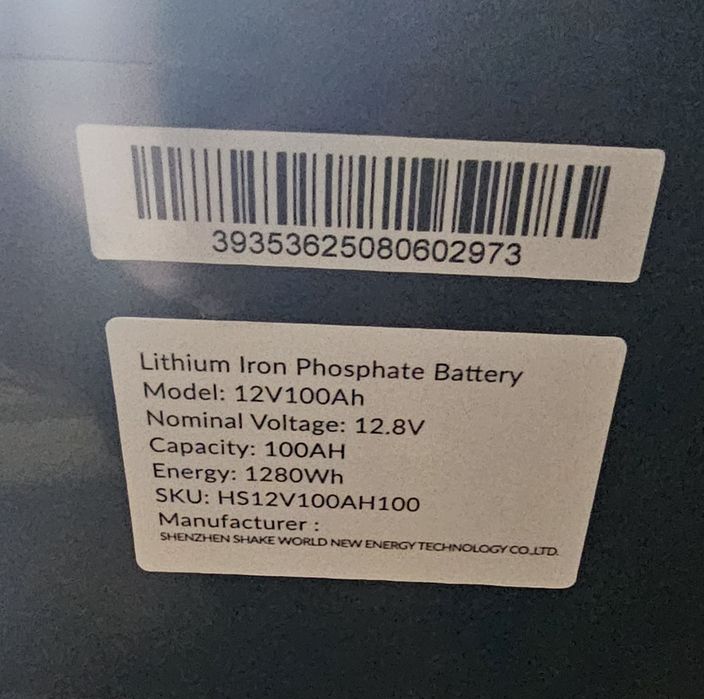 39353625080602973
Lithium Iron Phosphate Battery
Model: 12V100Ah
Nominal Voltage: 12.8V
Capacity: 100AH
Energy: 1280Wh
SKU: HS12V100AH100
Manufacturer :
SHENZHEN SHAKE WORLD NEW ENERGY TECHNOLOGY CO.,LTD.